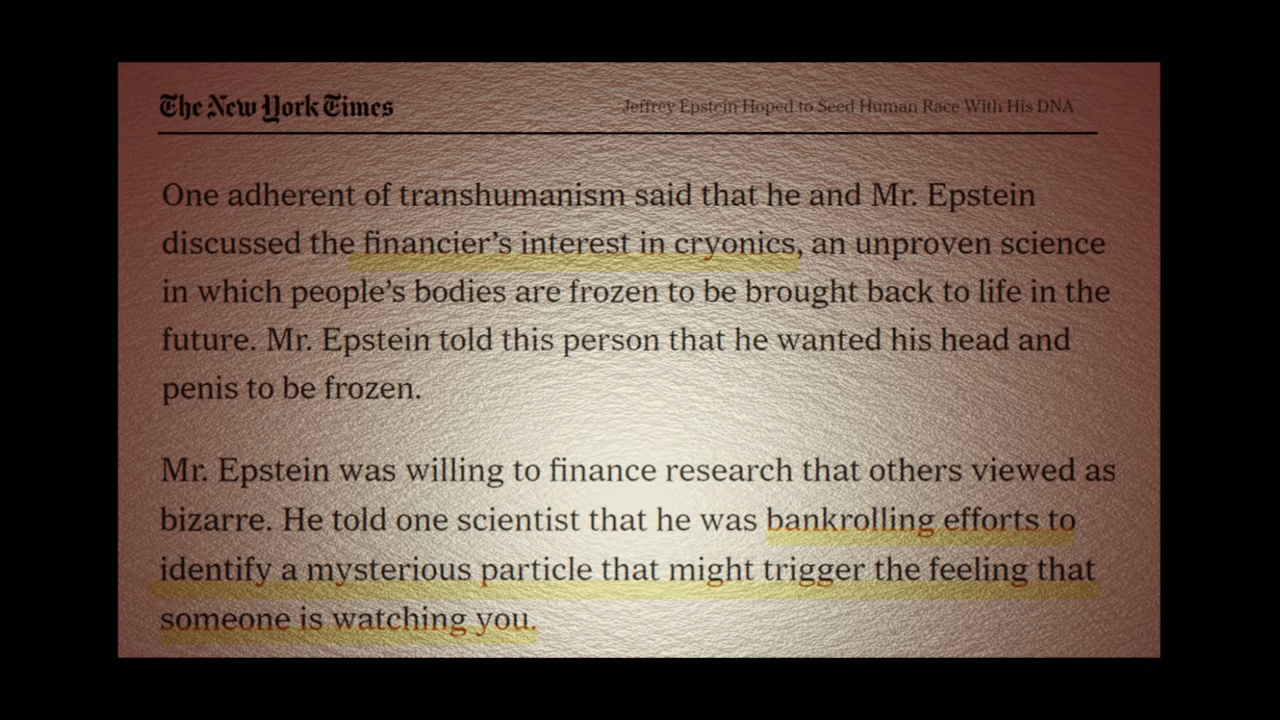 The New York Times
Jeffrey Epstein Hoped to Seed Human Race With His DNA
One adherent of transhumanism said that he and Mr. Epstein
discussed the financier’s interest in cryonics, an unproven science
in which people’s bodies are frozen to be brought back to life in the
future. Mr. Epstein told this person that he wanted his head and
penis to be frozen.
Mr. Epstein was willing to finance research that others viewed as
bizarre. He told one scientist that he was bankrolling efforts to
identify a mysterious particle that might trigger the feeling that
someone is watching you.